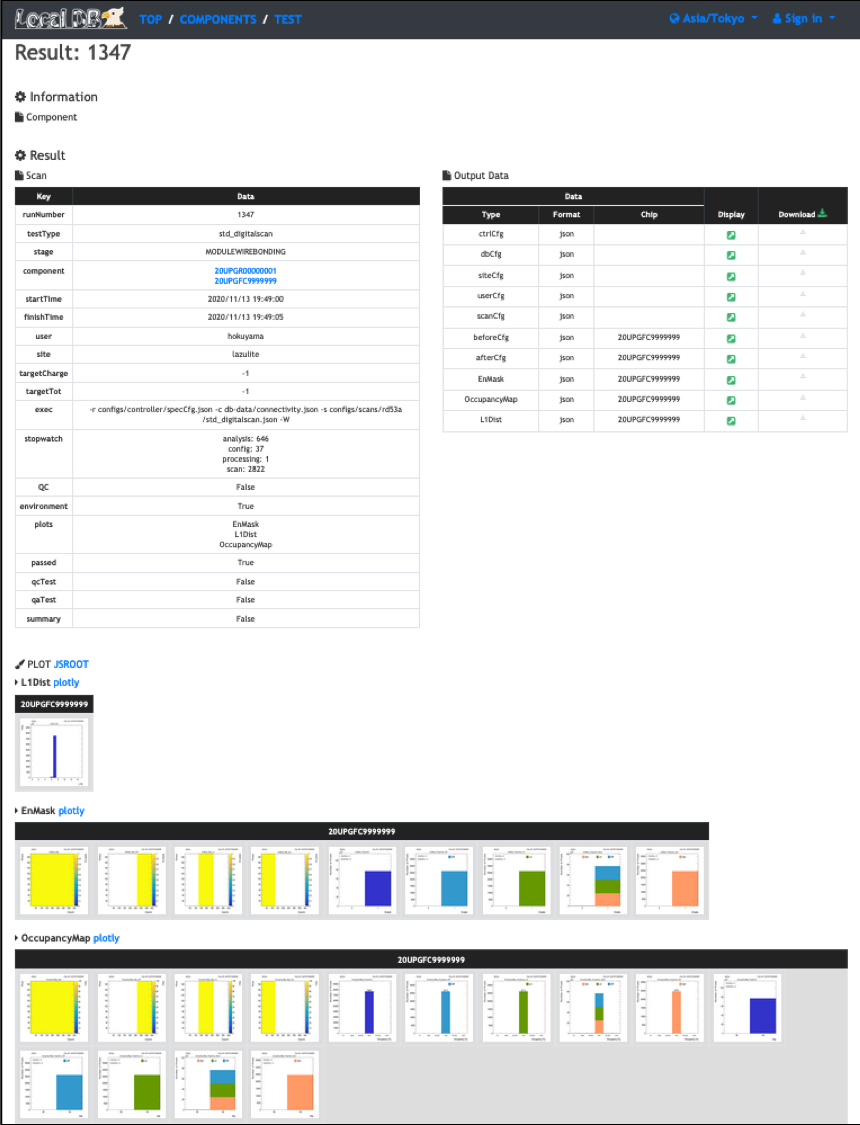 Local DB TOP / COMPONENTS / TEST Asia/Tokyo Sign in
Result: 1347
Information
Component
Result
Scan
Key Data
runNumber 1347
testType std_digitalscan
stage MODULEWIREBONDING
component 20UPGR00000001
20UPGFC9999999
startTime 2020/11/13 19:49:00
finishTime 2020/11/13 19:49:05
user hokuyama
site lazulite
targetCharge -1
targetTot -1
exec -r configs/controller/specCfg.json -c db-data/connectivity.json -s configs/scans/rd53a
/std_digitalscan.json -W
stopwatch analysis: 646
config: 37
processing: 1
scan: 2822
QC False
environment True
plots EnMask
L1Dist
OccupancyMap
passed True
qcTest False
qaTest False
summary False
Output Data
Data
Type Format Chip Display Download
ctrlCfg json
dbCfg json
siteCfg json
userCfg json
scanCfg json
beforeCfg json 20UPGFC9999999
afterCfg json 20UPGFC9999999
EnMask json 20UPGFC9999999
OccupancyMap json 20UPGFC9999999
L1Dist json 20UPGFC9999999
PLOT JSROOT
L1Dist plotly
20UPGFC9999999
EnMask plotly
20UPGFC9999999
OccupancyMap plotly
20UPGFC9999999